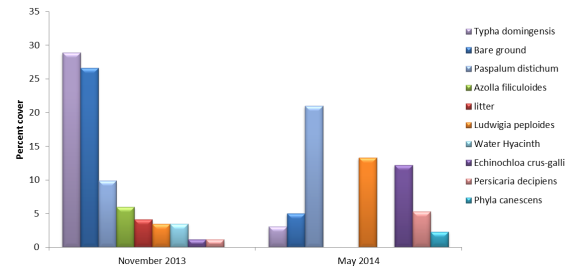 35
30
25
20
15
10
5
0
Percent cover
November 2013
May 2014
Typha domingensis
Bare ground
Paspalum distichum
Azolla filiculoides
litter
Ludwigia peploides
Water Hyacinth
Echinochloa crus-galli
Persicaria decipiens
Phyla canescens